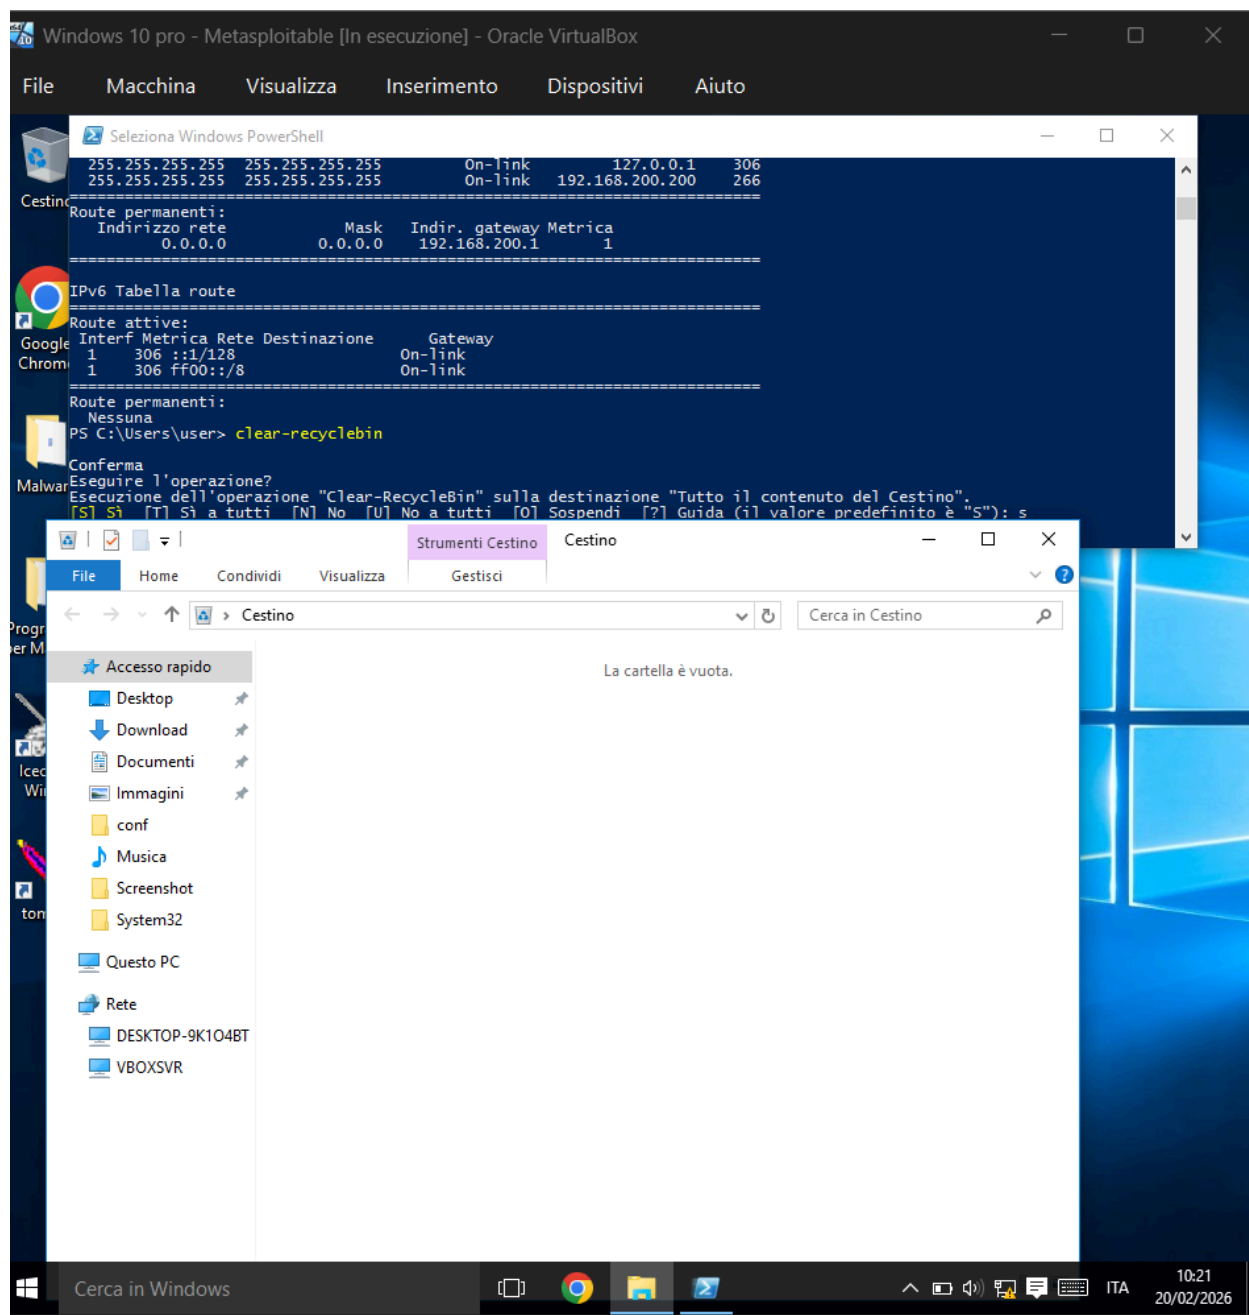 Windows 10 pro - Metasploitable [In esecuzione] - Oracle VirtualBox
File Macchina Visualizza Inserimento Dispositivi Aiuto
Seleziona Windows PowerShell
255.255.255.255 255.255.255.255 On-link 127.0.0.1 306
255.255.255.255 255.255.255.255 On-link 192.168.200.200 266
===========================================================================
Route permanenti:
Indirizzo rete Mask Indir. gateway Metrica
0.0.0.0 0.0.0.0 192.168.200.1 1
===========================================================================
IPv6 Tabella route
===========================================================================
Route attive:
Interf Metrica Rete Destinazione Gateway
1 306 ::1/128 On-link
1 306 ff00::/8 On-link
===========================================================================
Route permanenti:
Nessuna
PS C:\Users\user> clear-recyclebin
Conferma
Eseguire l'operazione?
Esecuzione dell'operazione "Clear-RecycleBin" sulla destinazione "Tutto il contenuto del Cestino".
[S] Sì [T] Sì a tutti [N] No [U] No a tutti [O] Sospendi [?] Guida (il valore predefinito è "S"): s
Cestino
Google
Chrom
Malwar
Progr
er M
Icec
Wi
tom
Strumenti Cestino Cestino
File Home Condividi Visualizza Gestisci
Cestino
Cerca in Cestino
Accesso rapido
Desktop
Download
Documenti
Immagini
conf
Musica
Screenshot
System32
Questo PC
Rete
DESKTOP-9K1O4BT
VBOXSVR
La cartella è vuota.
Cerca in Windows
ITA
10:21
20/02/2026